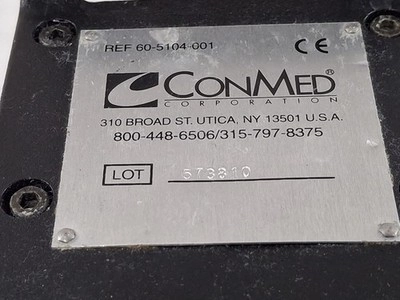 REF 60-5104-001 CE
CONMED®
CORPORATION
310 BROAD ST. UTICA, NY 13501 U.S.A.
800-448-6506/315-797-8375
LOT 573810